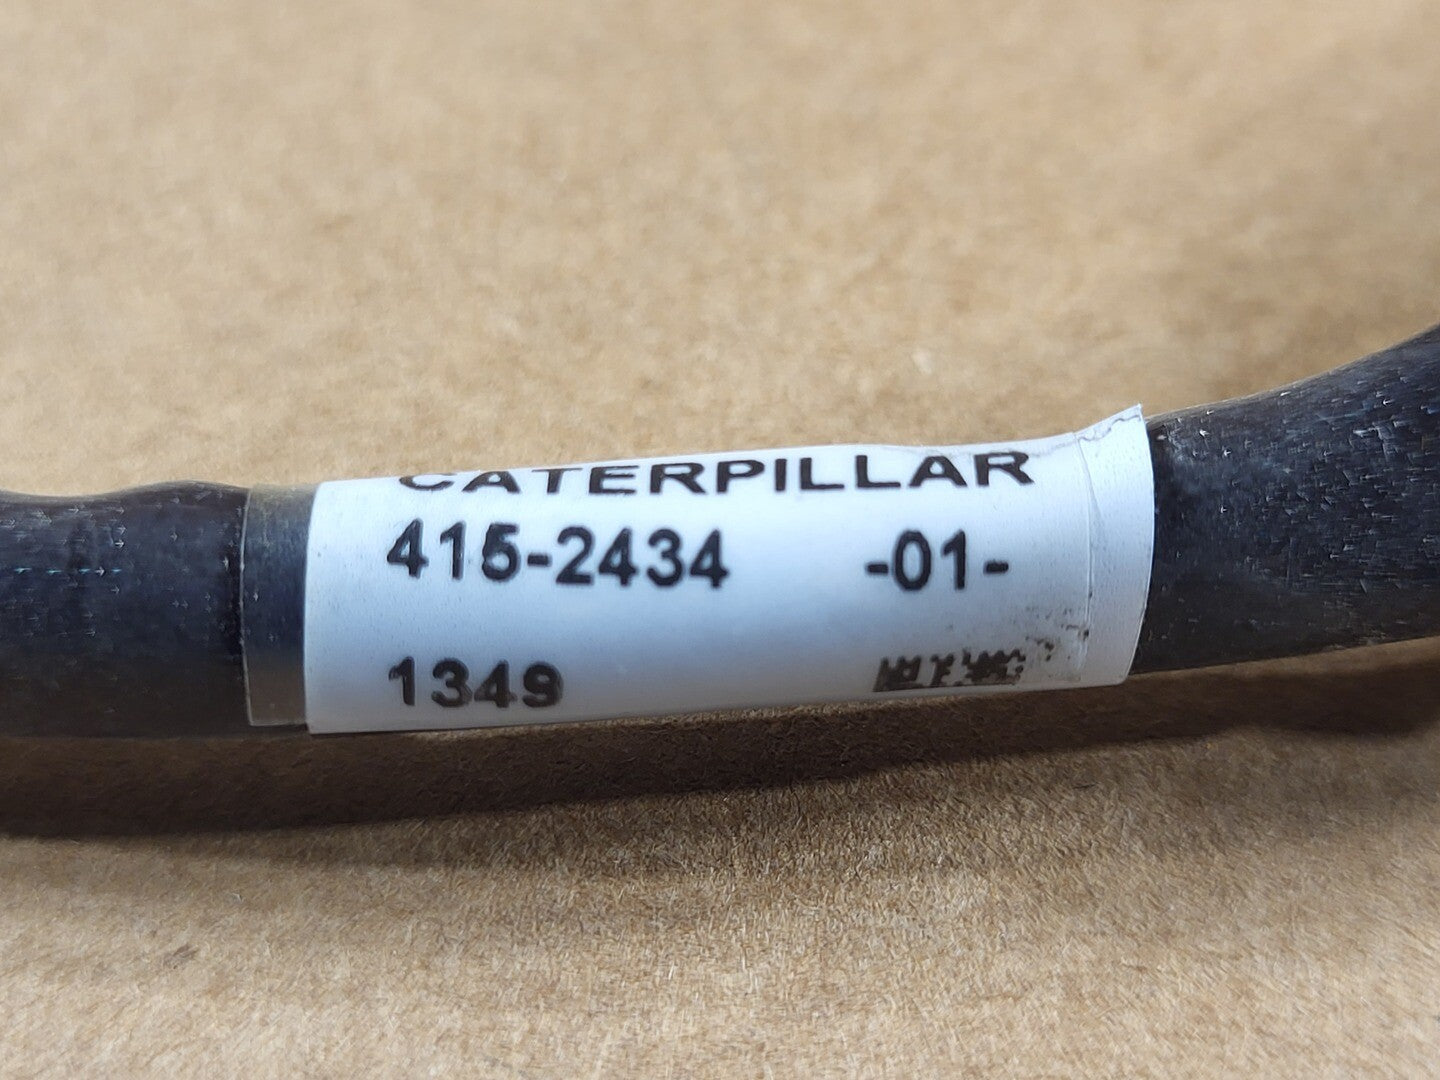 CATERPILLAR
415-2434 -01-
1349